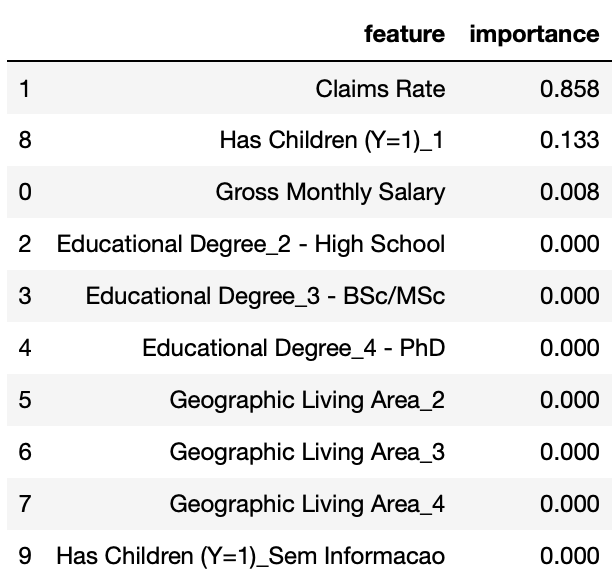 feature importance
1 Claims Rate 0.858
8 Has Children (Y=1)_1 0.133
0 Gross Monthly Salary 0.008
2 Educational Degree_2 - High School 0.000
3 Educational Degree_3 - BSc/MSc 0.000
4 Educational Degree_4 - PhD 0.000
5 Geographic Living Area_2 0.000
6 Geographic Living Area_3 0.000
7 Geographic Living Area_4 0.000
9 Has Children (Y=1)_Sem Informacao 0.000